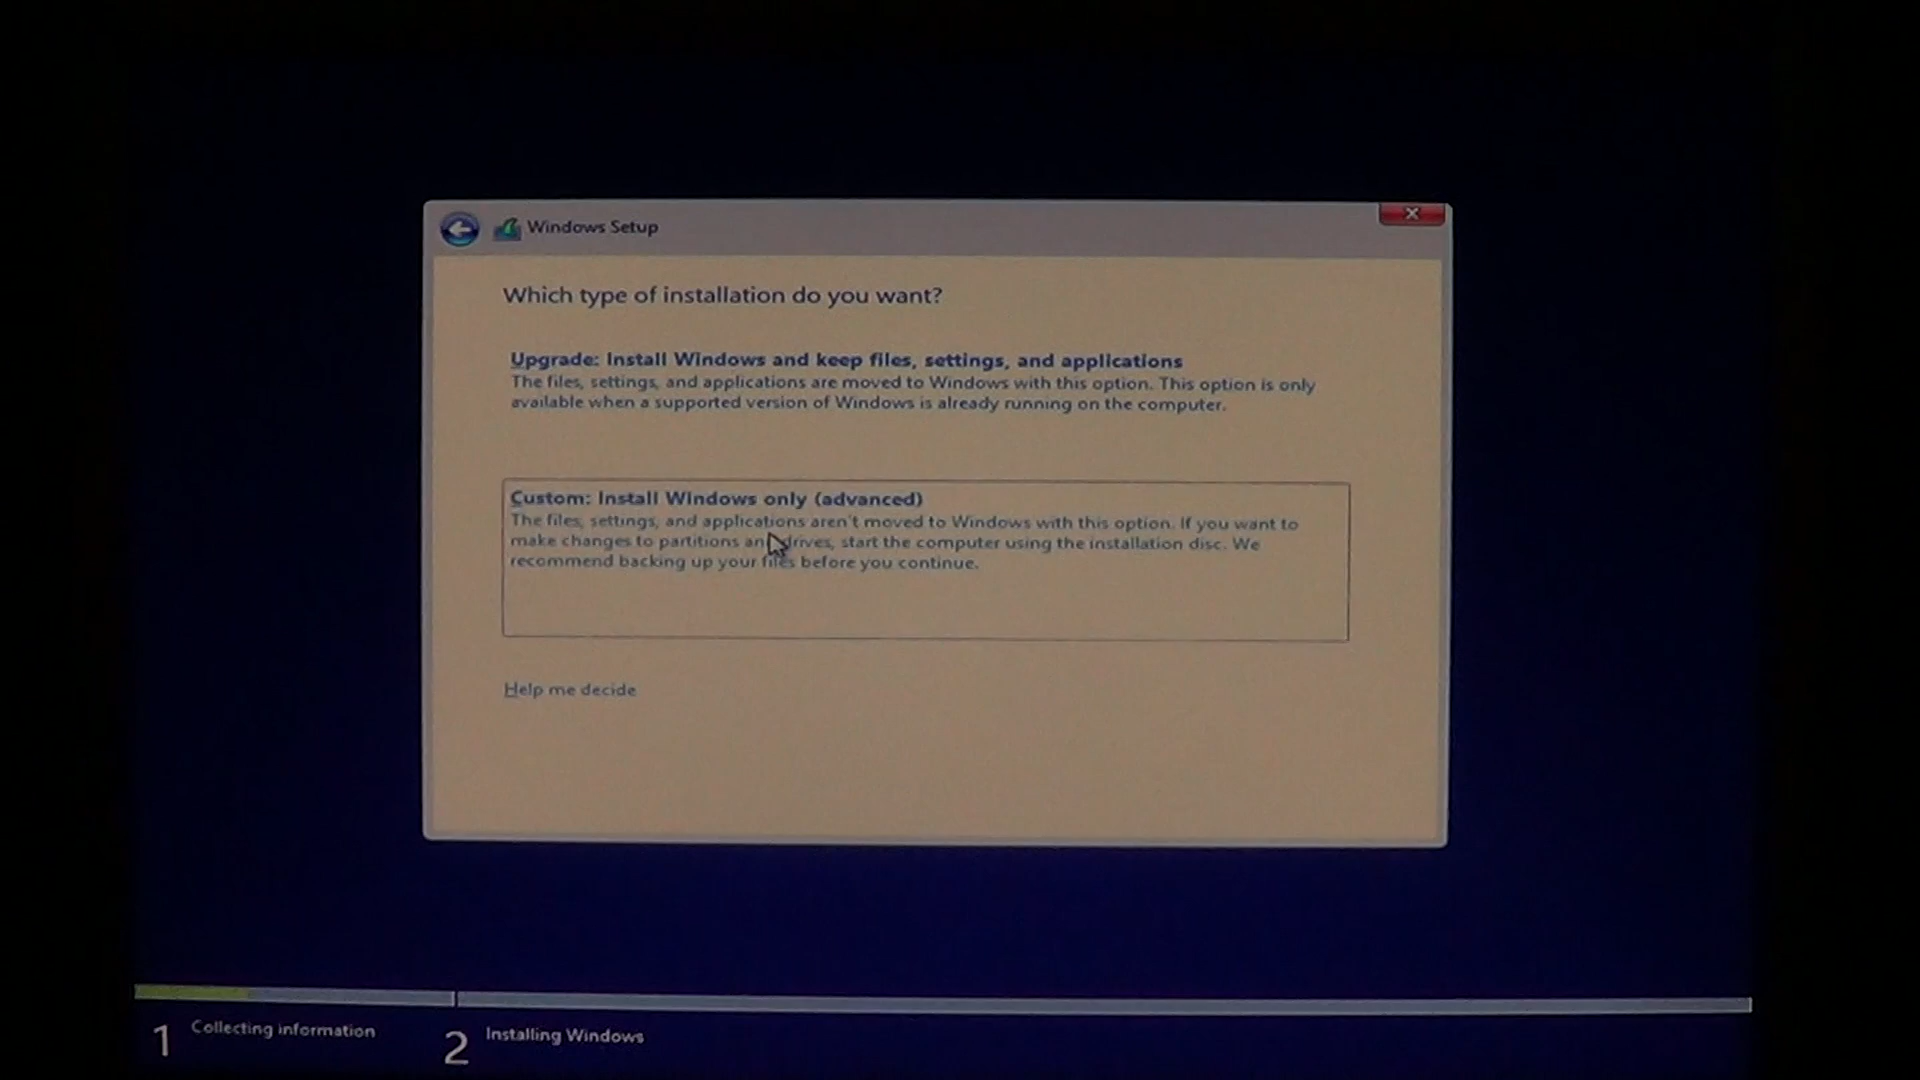 Windows Setup
Which type of installation do you want?
Upgrade: Install Windows and keep files, settings, and applications
The files, settings, and applications are moved to Windows with this option. This option is only
available when a supported version of Windows is already running on the computer.
Custom: Install Windows only (advanced)
The files, settings, and applications aren't moved to Windows with this option. If you want to
make changes to partitions and drives, start the computer using the installation disc. We
recommend backing up your files before you continue.
Help me decide
1 Collecting information
2 Installing Windows